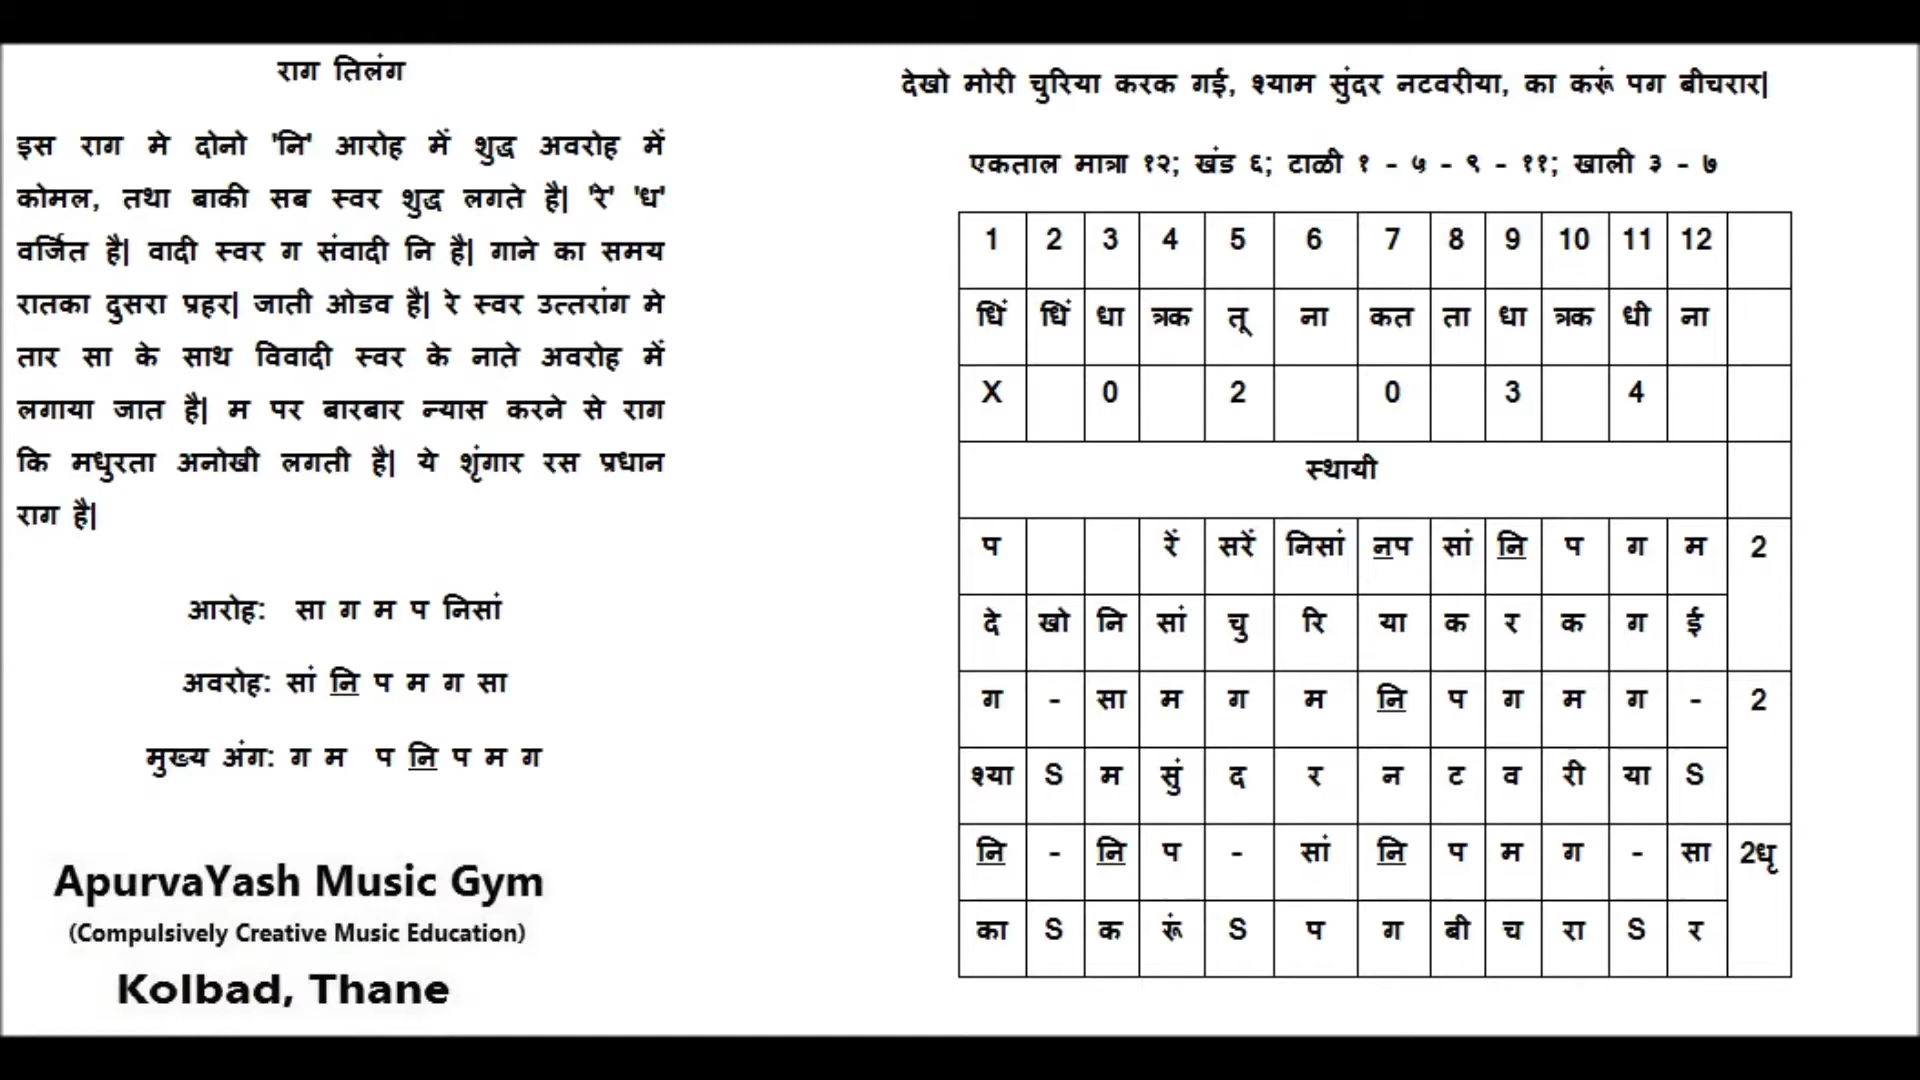 राग तिलंग
इस राग मे दोनो 'नि' आरोह में शुद्ध अवरोह में
कोमल, तथा बाकी सब स्वर शुद्ध लगते है| 'रे' 'ध'
वर्जित है| वादी स्वर ग संवादी नि है| गाने का समय
रातका दुसरा प्रहर| जाती ओडव है| रे स्वर उत्तरांग मे
तार सा के साथ विवादी स्वर के नाते अवरोह में
लगाया जात है| म पर बारबार न्यास करने से राग
कि मधुरता अनोखी लगती है| ये शृंगार रस प्रधान
राग है|
आरोह: सा ग म प निसां
अवरोह: सां नि प म ग सा
मुख्य अंग: ग म प नि प म ग
ApurvaYash Music Gym
(Compulsively Creative Music Education)
Kolbad, Thane
देखो मोरी चुरिया करक गई, श्याम सुंदर नटवरीया, का करूं पग बीचरार|
एकताल मात्रा १२; खंड ६; टाळी १ - ५ - ९ - ११; खाली ३ - ७
1 2 3 4 5 6 7 8 9 10 11 12
धिं धिं धा त्रक तू ना कत ता धा त्रक धी ना
X 0 2 0 3 4
स्थायी
प रें सरें निसां नप सां नि प ग म 2
दे खो नि सां चु रि या क र क ग ई
ग - सा म ग म नि प ग म ग - 2
श्या S म सुं द र न ट व री या S
नि - नि प - सां नि प म ग - सा 2धृ
का S क रूं S प ग बी च रा S र